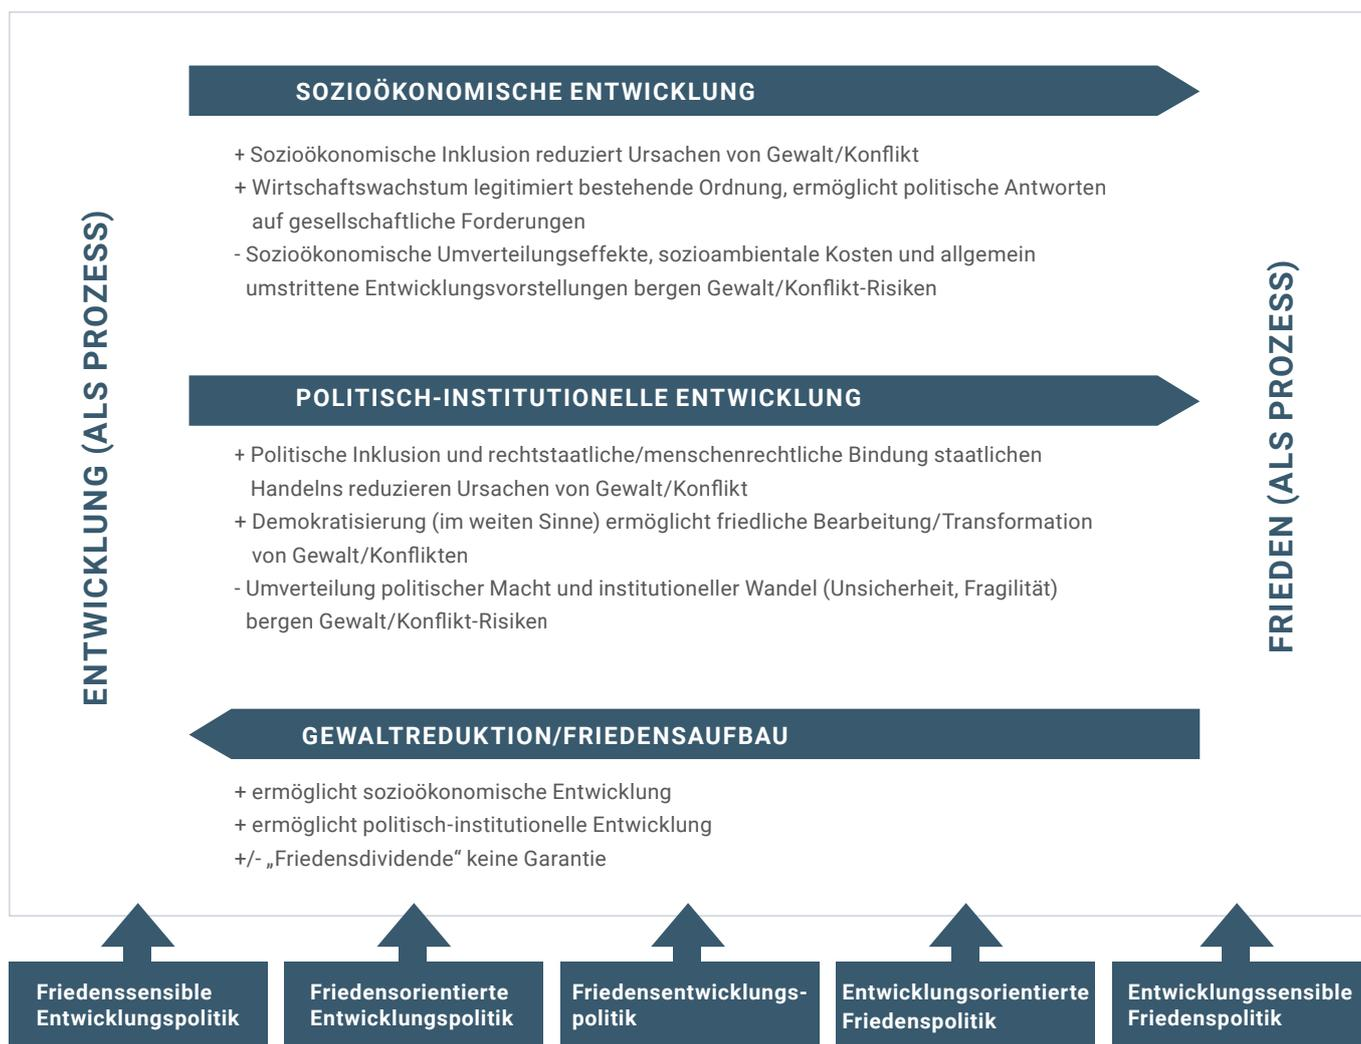 SOZIOÖKONOMISCHE ENTWICKLUNG
+ Sozioökonomische Inklusion reduziert Ursachen von Gewalt/Konflikt
+ Wirtschaftswachstum legitimiert bestehende Ordnung, ermöglicht politische Antworten
auf gesellschaftliche Forderungen
- Sozioökonomische Umverteilungseffekte, sozioambientale Kosten und allgemein
umstrittene Entwicklungsvorstellungen bergen Gewalt/Konflikt-Risiken
ENTWICKLUNG (ALS PROZESS)
FRIEDEN (ALS PROZESS)
POLITISCH-INSTITUTIONELLE ENTWICKLUNG
+ Politische Inklusion und rechtstaatliche/menschenrechtliche Bindung staatlichen
Handelns reduzieren Ursachen von Gewalt/Konflikt
+ Demokratisierung (im weiten Sinne) ermöglicht friedliche Bearbeitung/Transformation
von Gewalt/Konflikten
- Umverteilung politischer Macht und institutioneller Wandel (Unsicherheit, Fragilität)
bergen Gewalt/Konflikt-Risiken
GEWALTREDUKTION/FRIEDENSAUFBAU
+ ermöglicht sozioökonomische Entwicklung
+ ermöglicht politisch-institutionelle Entwicklung
+/- „Friedensdividende“ keine Garantie
Friedenssensible
Entwicklungspolitik
Friedensorientierte
Entwicklungspolitik
Friedensentwicklungs-
politik
Entwicklungsorientierte
Friedenspolitik
Entwicklungssensible
Friedenspolitik